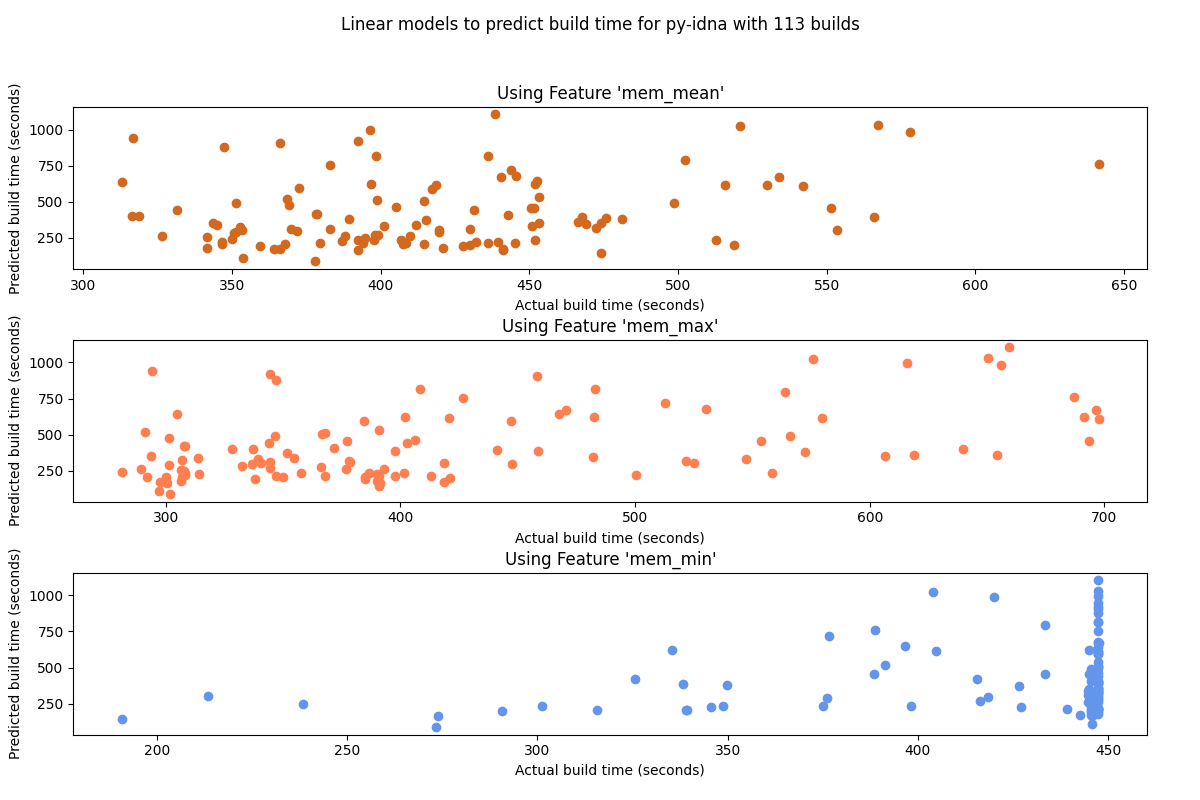 Linear models to predict build time for py-idna with 113 builds
Using Feature 'mem_mean'
Predicted build time (seconds)
1000
750
500
250
300 350 400 450 500 550 600 650
Actual build time (seconds)
Using Feature 'mem_max'
Predicted build time (seconds)
1000
750
500
250
300 400 500 600 700
Actual build time (seconds)
Using Feature 'mem_min'
Predicted build time (seconds)
1000
750
500
250
200 250 300 350 400 450
Actual build time (seconds)